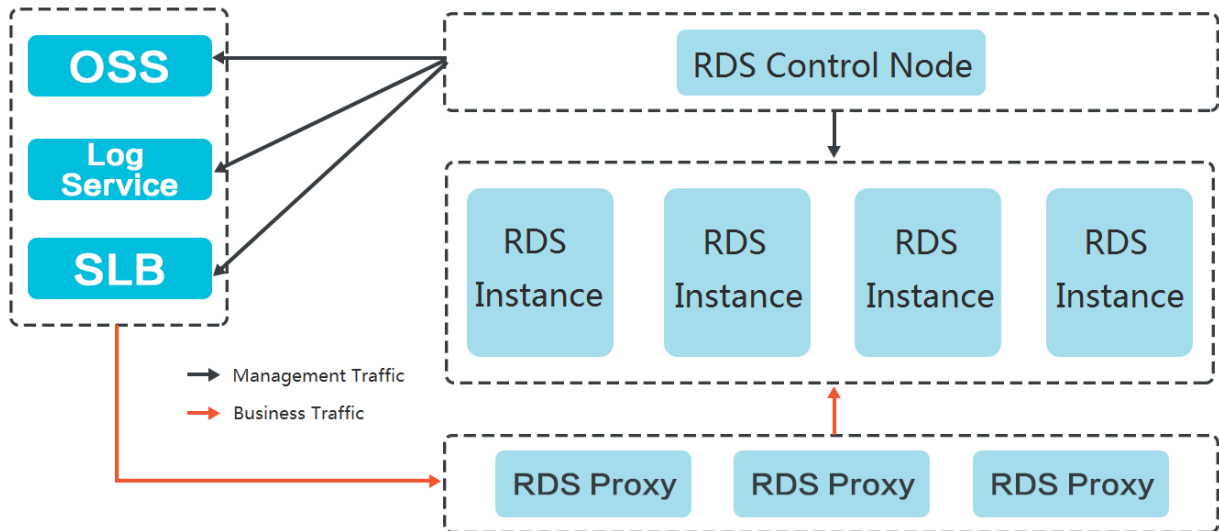 OSS
Log
Service
SLB
RDS Control Node
RDS
Instance
RDS
Instance
RDS
Instance
RDS
Instance
Management Traffic
Business Traffic
RDS Proxy
RDS Proxy
RDS Proxy